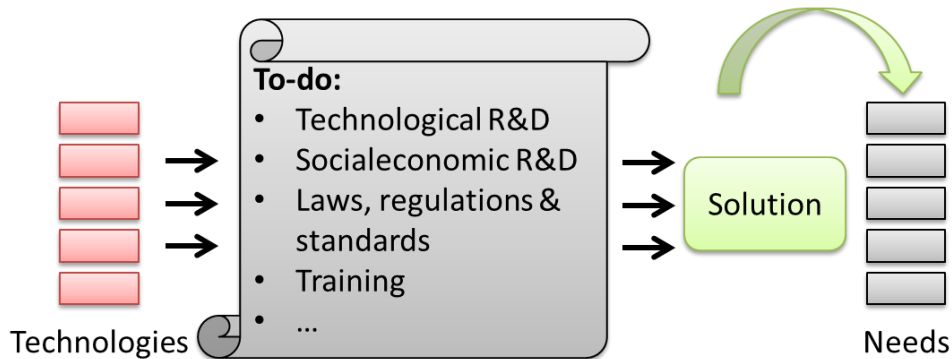 To-do:
• Technological R&D
• Socialeconomic R&D
• Laws, regulations &
standards
• Training
• ...
Solution
Technologies
Needs